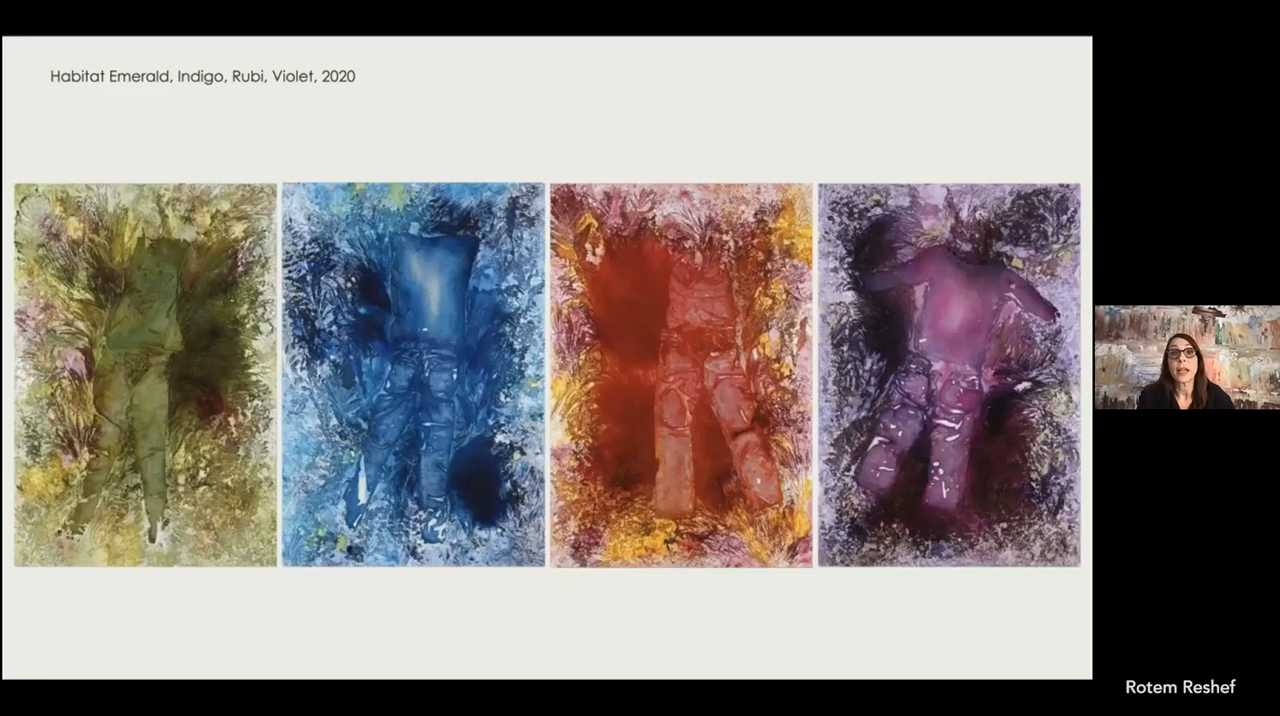 Habitat Emerald, Indigo, Rubi, Violet, 2020
Rotem Reshef